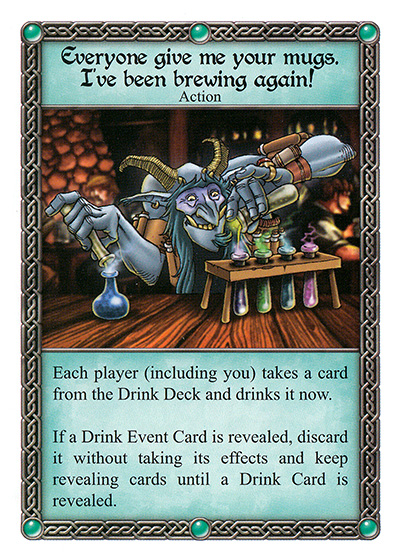 Everyone give me your mugs.
I've been brewing again!
Action
Each player (including you) takes a card
from the Drink Deck and drinks it now.
If a Drink Event Card is revealed, discard
it without taking its effects and keep
revealing cards until a Drink Card is
revealed.